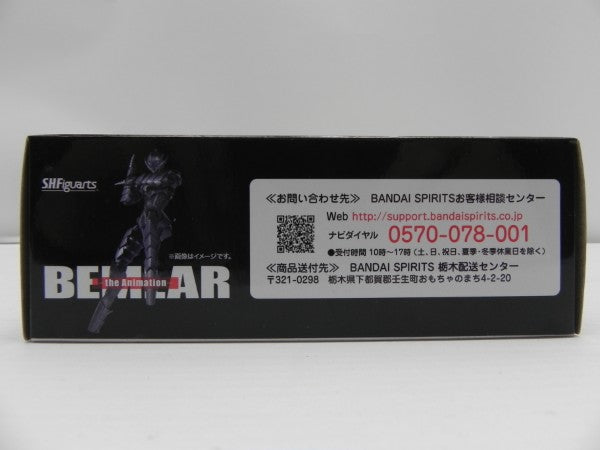 S.H.Figuarts
※画像はイメージです。
BEMLAR
the Animation
≪お問い合わせ先≫ BANDAI SPIRITSお客様相談センター
Web http://support.bandaispirits.co.jp
ナビダイヤル 0570-078-001
●受付時間 10時〜17時 (土、日、祝日、夏季・冬季休業日を除く)
≪商品送付先≫ BANDAI SPIRITS 栃木配送センター
〒321-0298 栃木県下都賀郡壬生町おもちゃのまち4-2-20